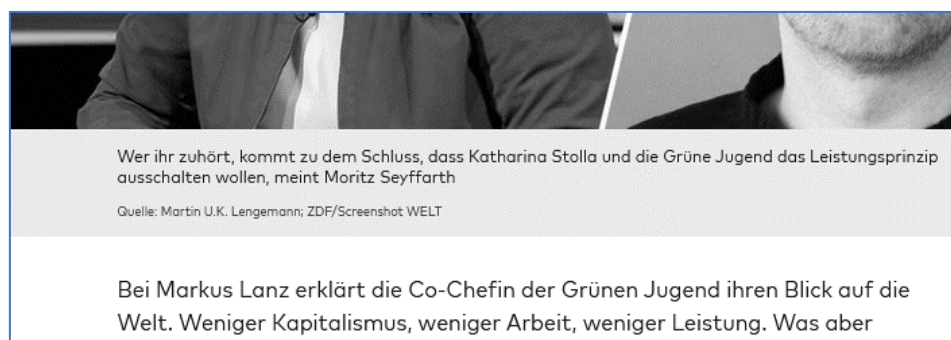 Wer ihr zuhört, kommt zu dem Schluss, dass Katharina Stolla und die Grüne Jugend das Leistungsprinzip
ausschalten wollen, meint Moritz Seyffarth
Quelle: Martin U.K. Lengemann; ZDF/Screenshot WELT
Bei Markus Lanz erklärt die Co-Chefin der Grünen Jugend ihren Blick auf die
Welt. Weniger Kapitalismus, weniger Arbeit, weniger Leistung. Was aber